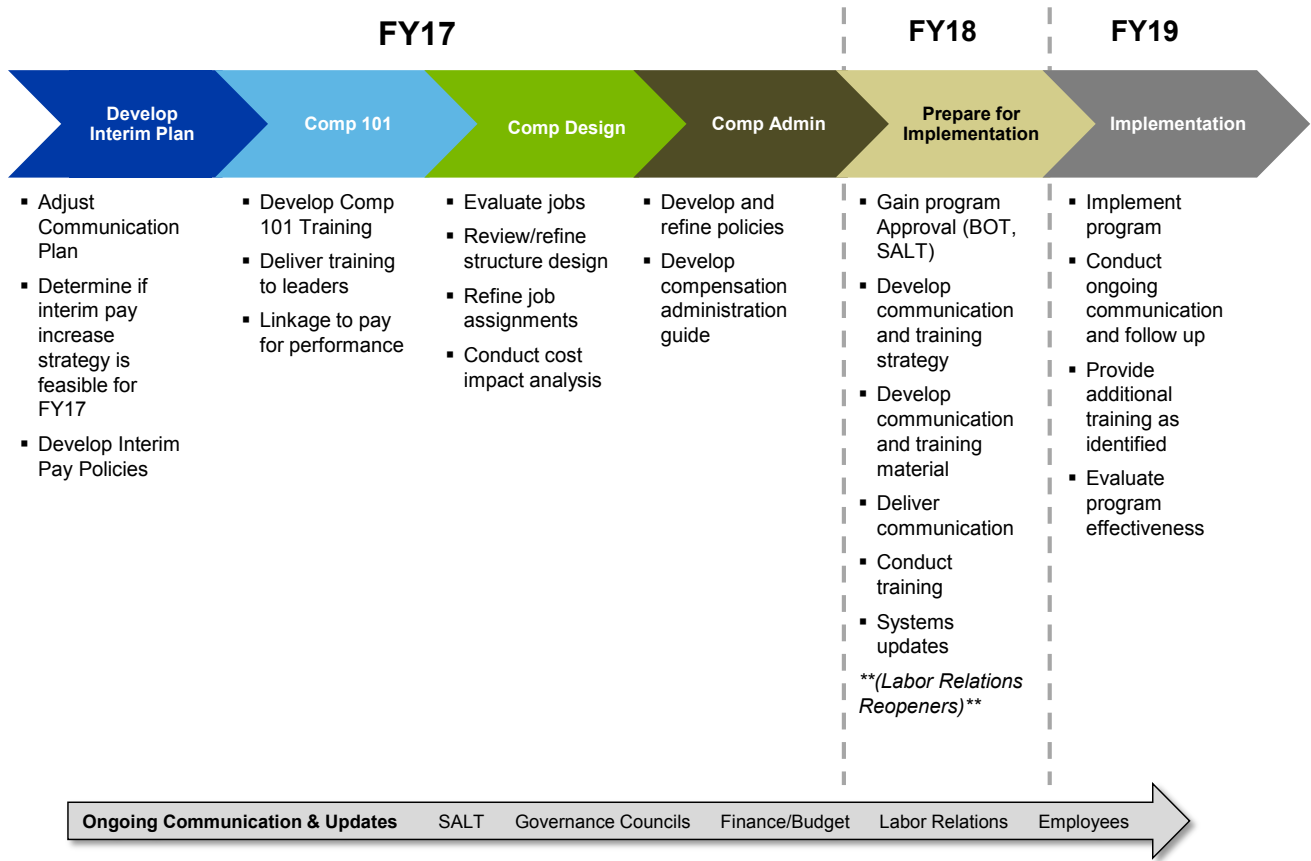 FY17
FY18
FY19
Develop
Interim Plan
Comp 101
Comp Design
Comp Admin
Prepare for
Implementation
Implementation
▪ Adjust
Communication
Plan
▪ Determine if
interim pay
increase
strategy is
feasible for
FY17
▪ Develop Interim
Pay Policies
▪ Develop Comp
101 Training
▪ Deliver training
to leaders
▪ Linkage to pay
for performance
▪ Evaluate jobs
▪ Review/refine
structure design
▪ Refine job
assignments
▪ Conduct cost
impact analysis
▪ Develop and
refine policies
▪ Develop
compensation
administration
guide
▪ Gain program
Approval (BOT,
SALT)
▪ Develop
communication
and training
strategy
▪ Develop
communication
and training
material
▪ Deliver
communication
▪ Conduct
training
▪ Systems
updates
**(Labor Relations
Reopeners)**
▪ Implement
program
▪ Conduct
ongoing
communication
and follow up
▪ Provide
additional
training as
identified
▪ Evaluate
program
effectiveness
Ongoing Communication & Updates SALT Governance Councils Finance/Budget Labor Relations Employees